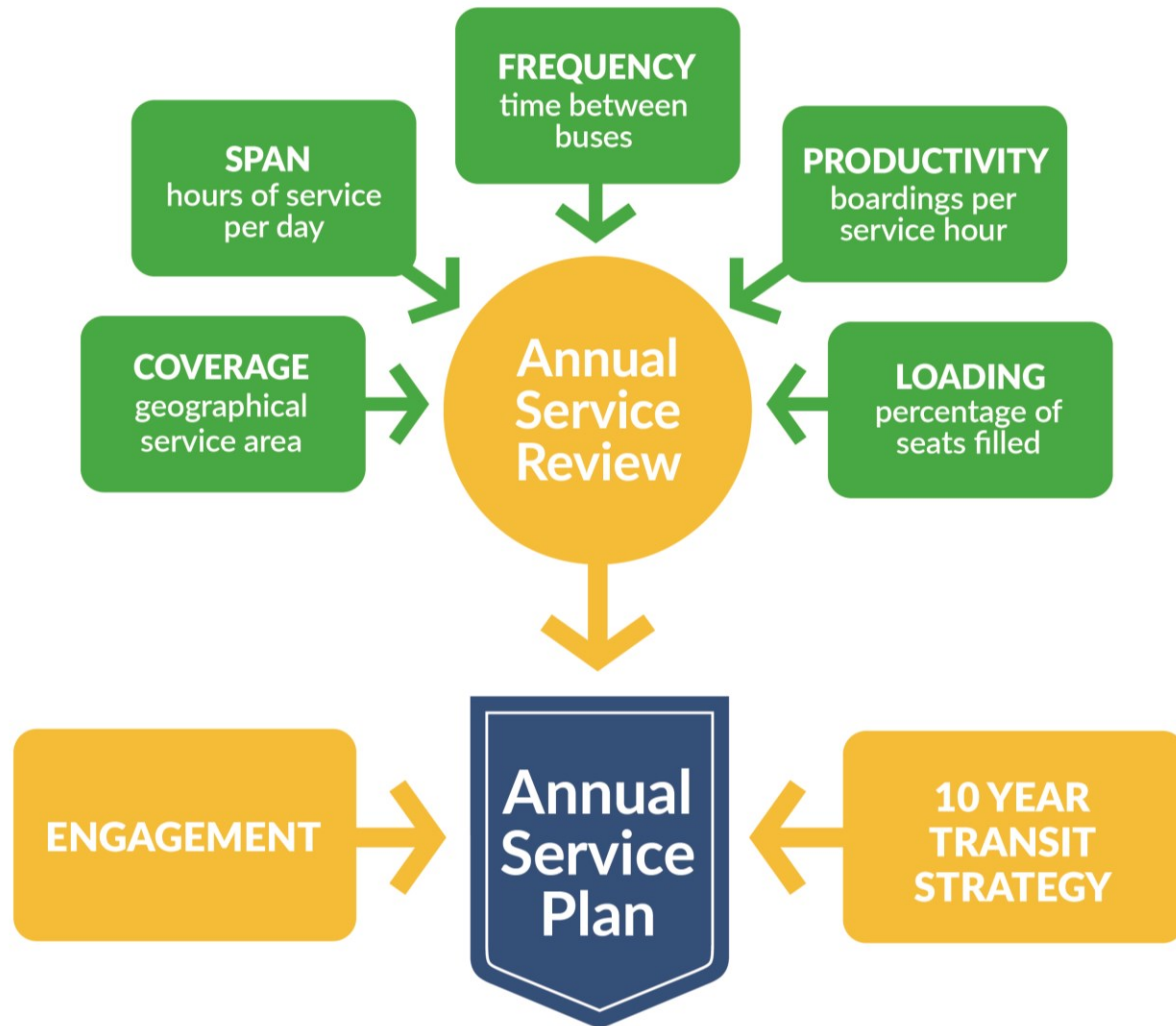 FREQUENCY
time between
buses
SPAN
hours of service
per day
PRODUCTIVITY
boardings per
service hour
COVERAGE
geographical
service area
Annual
Service
Review
LOADING
percentage of
seats filled
ENGAGEMENT
Annual
Service
Plan
10 YEAR
TRANSIT
STRATEGY